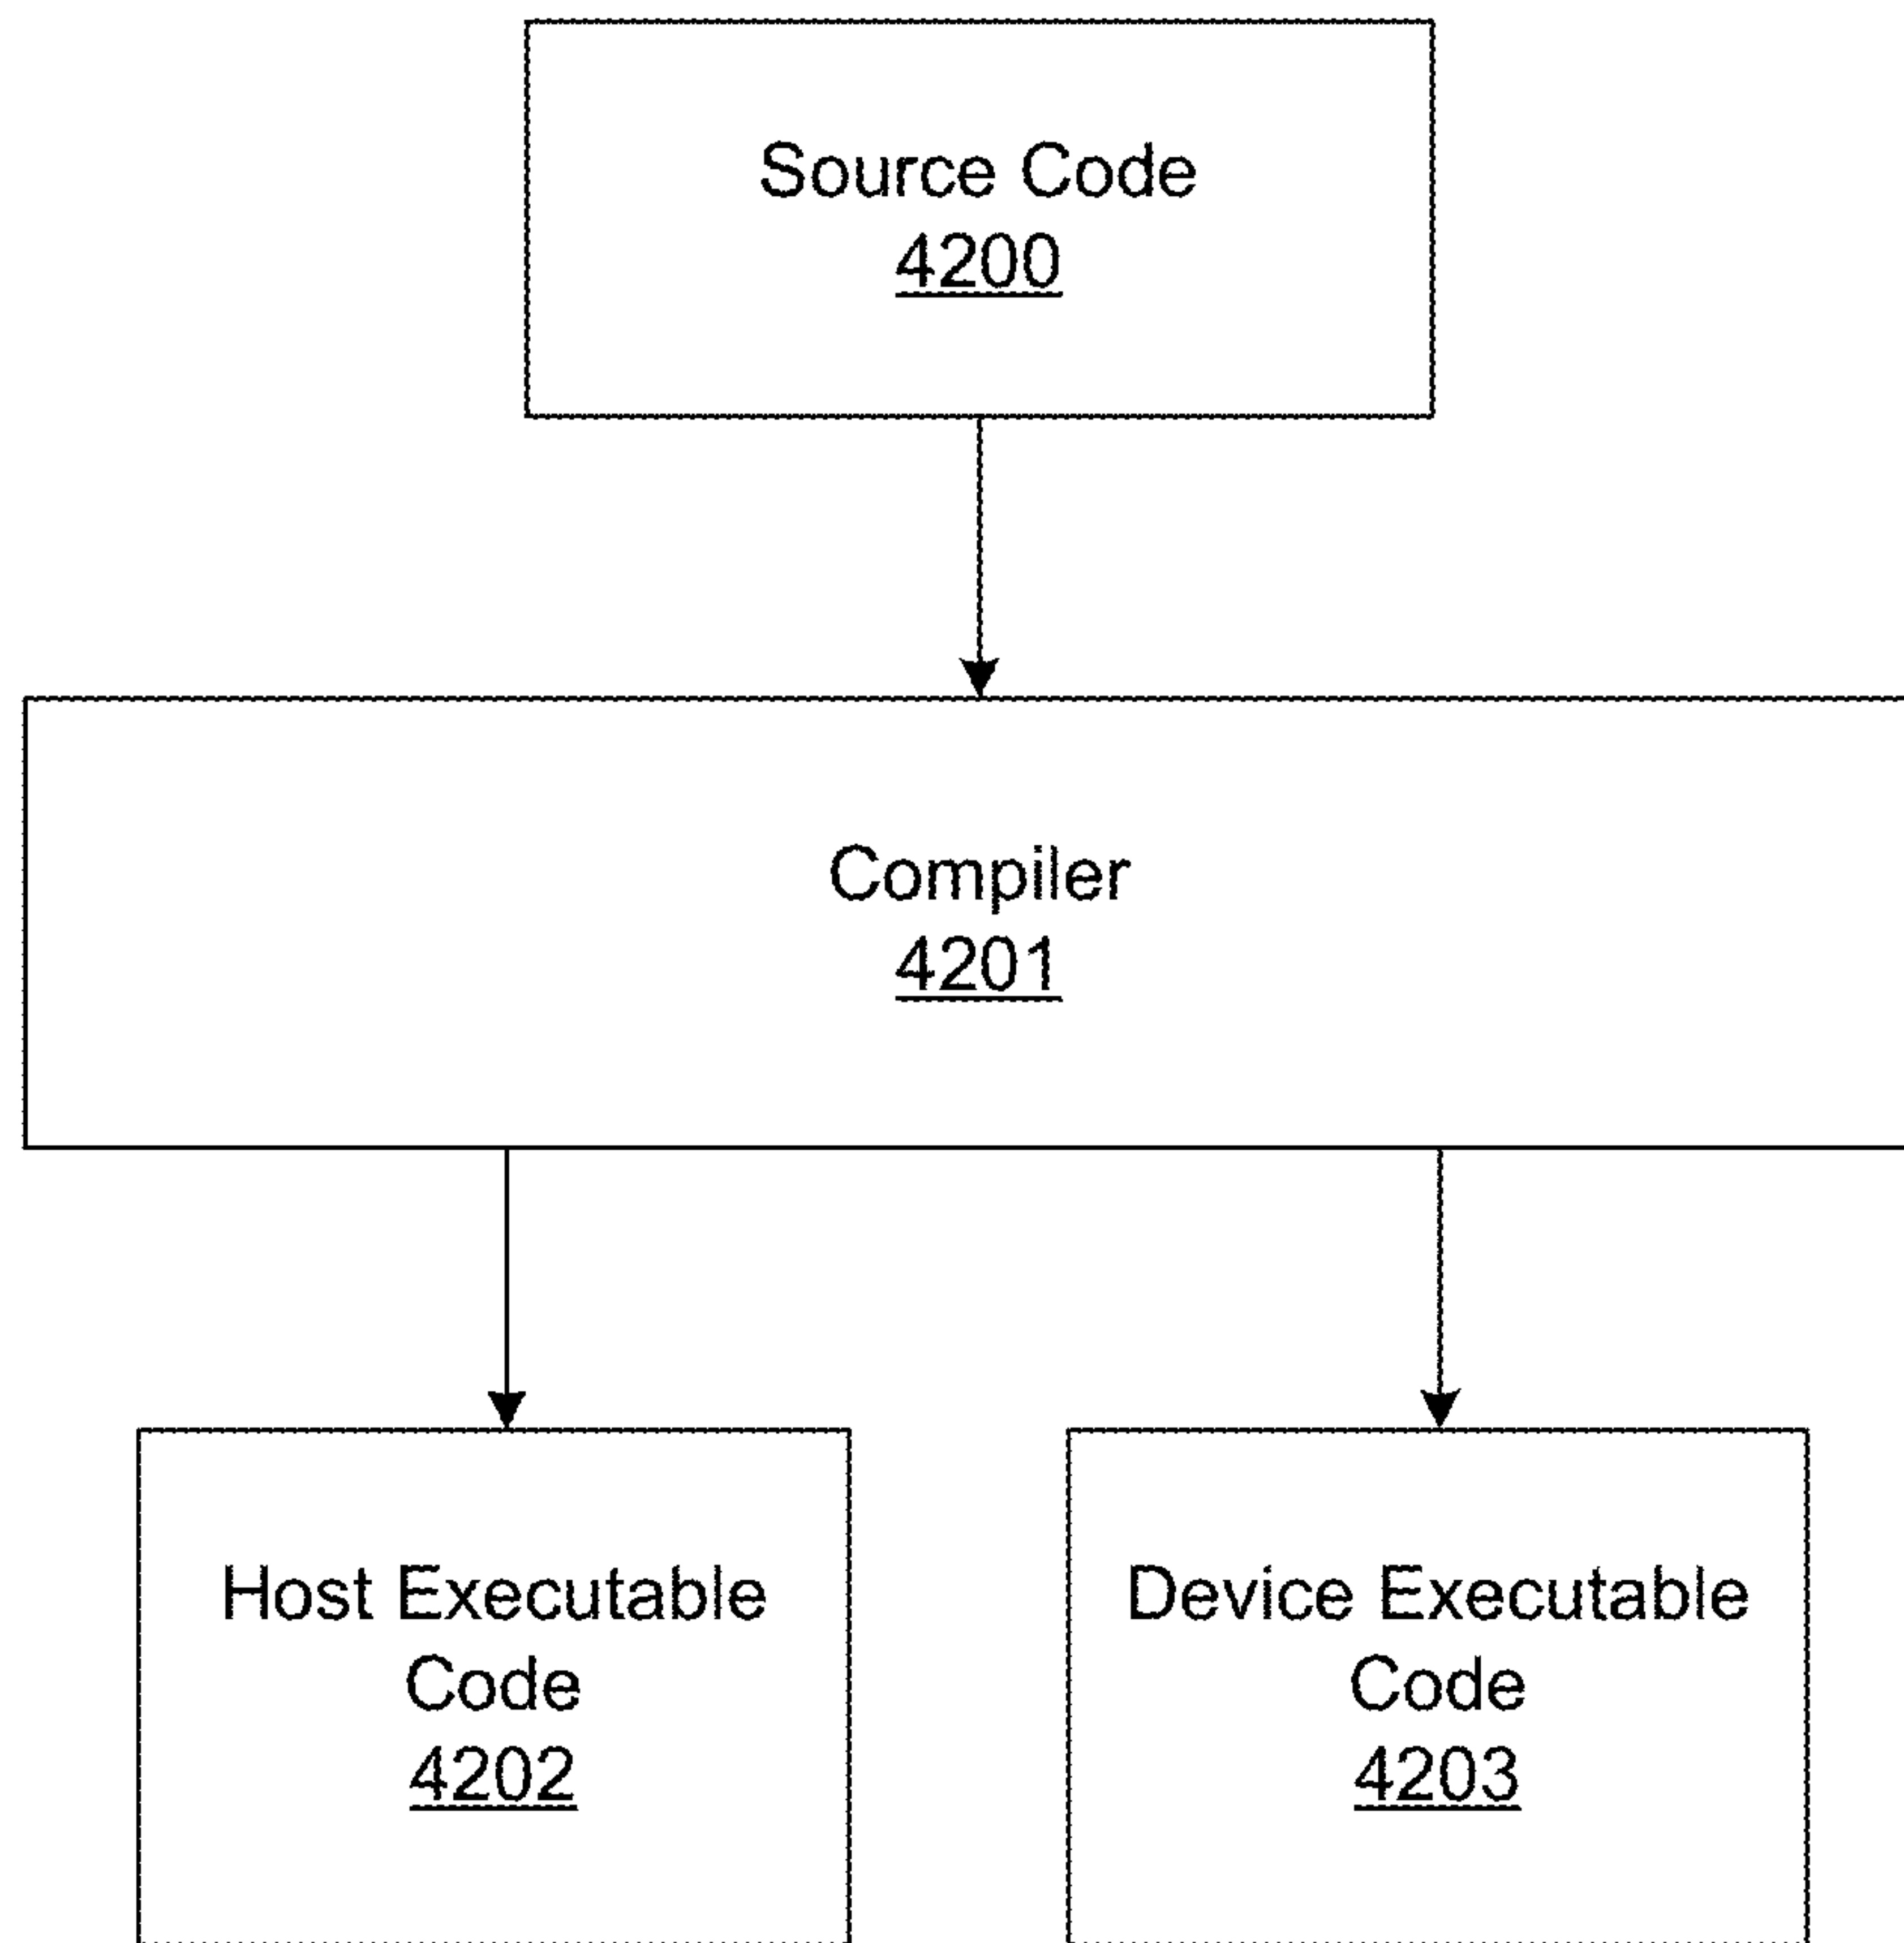 Source Code
4200
Compiler
4201
Host Executable
Code
4202
Device Executable
Code
4203